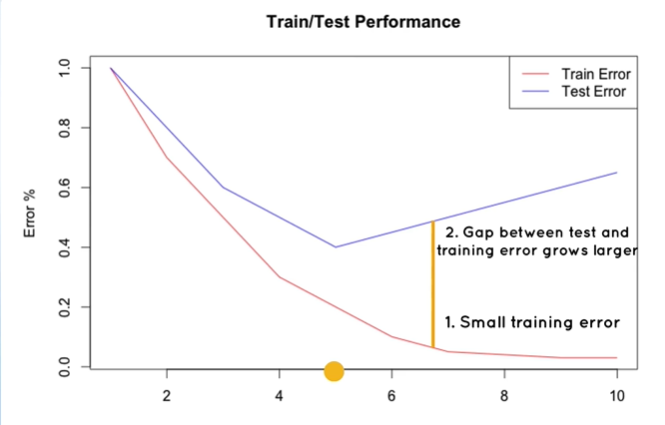 Train/Test Performance
Train Error
Test Error
Error %
1.0
0.8
0.6
0.4
0.2
0.0
2. Gap between test and
training error grows larger
1. Small training error
2
4
6
8
10